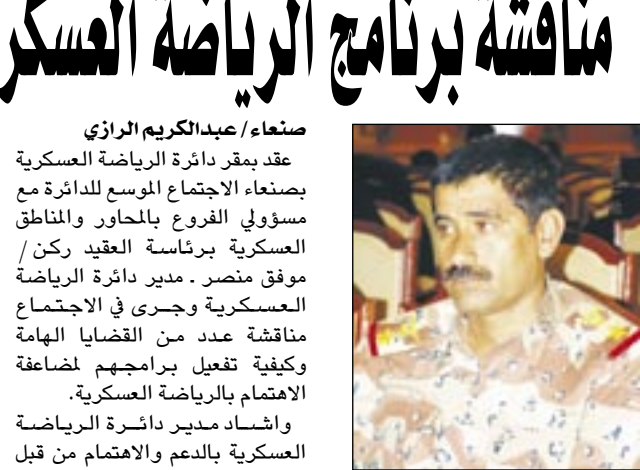 مناقشة برنامج الرياضة العسكر
صنعاء/ عبدالكريم الرازي
عقد بمقر دائرة الرياضة العسكرية
بصنعاء الاجتماع الموسع للدائرة مع
مسؤولي الفروع بالمحاور والمناطق
العسكرية برئاسة العقيد ركن/
موفق منصر . مدير دائرة الرياضة
العسكرية وجرى في الاجتماع
مناقشة عدد من القضايا الهامة
وكيفية تفعيل برامجهم لمضاعفة
الاهتمام بالرياضة العسكرية.
واشاد مدير دائرة الرياضة
العسكرية بالدعم والاهتمام من قبل